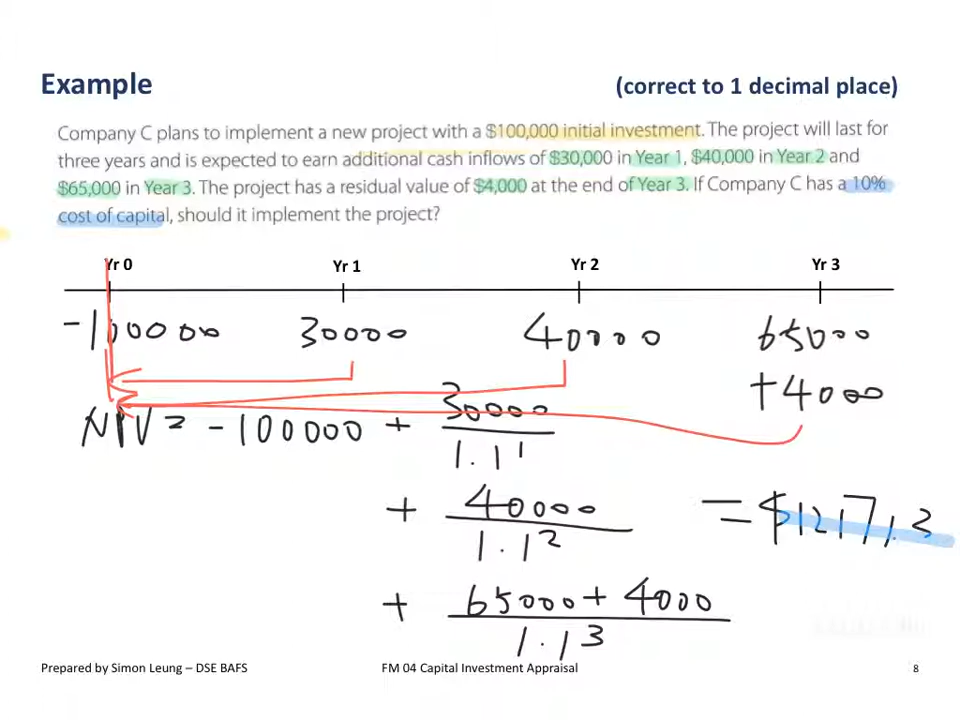 Example
(correct to 1 decimal place)
Company C plans to implement a new project with a $100,000 initial investment. The project will last for
three years and is expected to earn additional cash inflows of $30,000 in Year 1, $40,000 in Year 2 and
$65,000 in Year 3. The project has a residual value of $4,000 at the end of Year 3. If Company C has a 10%
cost of capital, should it implement the project?
Yr 0 Yr 1 Yr 2 Yr 3
-100000 30000 40000 65000
+4000
NPV = -100000 + 30000
1.1¹
+ 40000 = $1217.3
1.1²
+ 65000 + 4000
1.1³
Prepared by Simon Leung – DSE BAFS FM 04 Capital Investment Appraisal 8